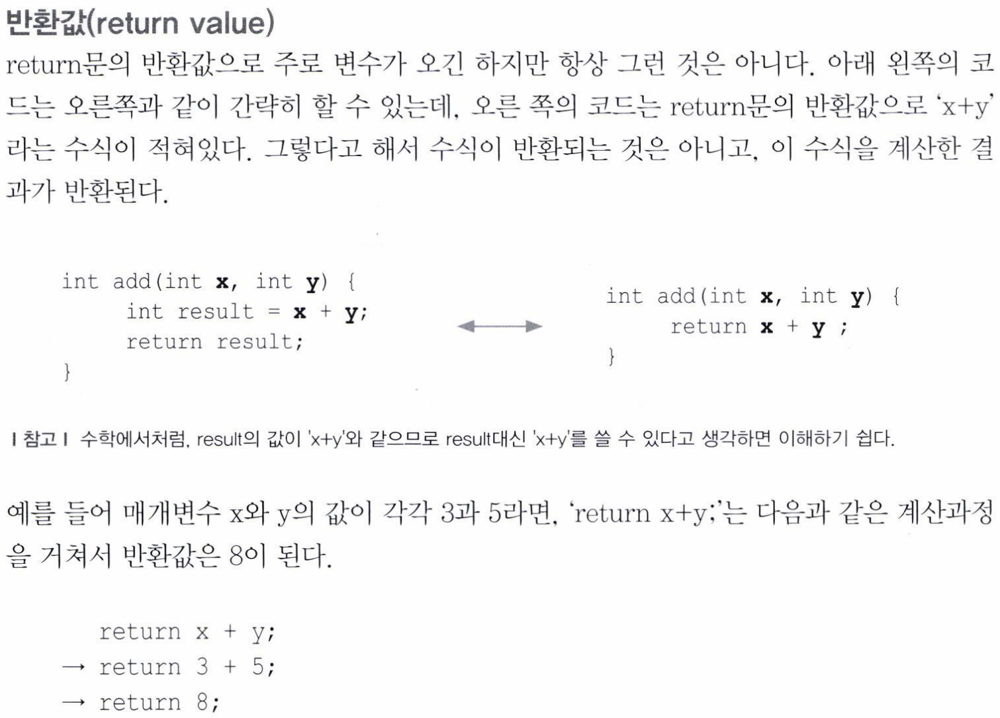 반환값(return value)
return문의 반환값으로 주로 변수가 오긴 하지만 항상 그런 것은 아니다. 아래 왼쪽의 코
드는 오른쪽과 같이 간략히 할 수 있는데, 오른 쪽의 코드는 return문의 반환값으로 ‘x+y’
라는 수식이 적혀있다. 그렇다고 해서 수식이 반환되는 것은 아니고, 이 수식을 계산한 결
과가 반환된다.
int add(int x, int y) {
int result = x + y;
return result;
}
int add(int x, int y) {
return x + y ;
}
| 참고 | 수학에서처럼, result의 값이 'x+y'와 같으므로 result대신 'x+y'를 쓸 수 있다고 생각하면 이해하기 쉽다.
예를 들어 매개변수 x와 y의 값이 각각 3과 5라면, ‘return x+y;’는 다음과 같은 계산과정
을 거쳐서 반환값은 8이 된다.
return x + y;
→ return 3 + 5;
→ return 8;